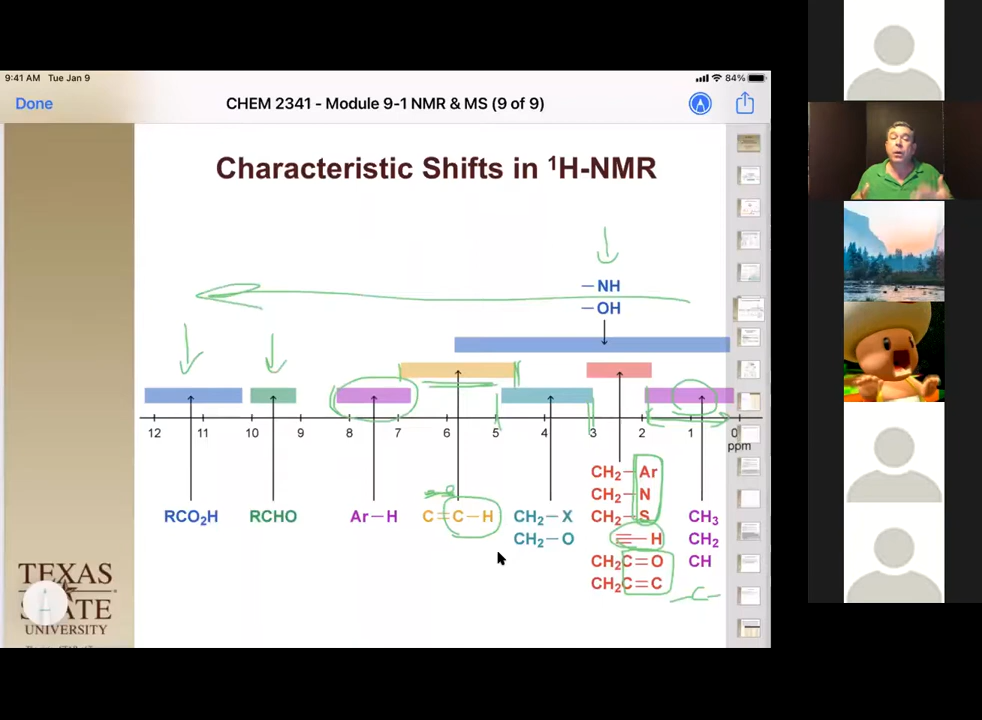 9:41 AM Tue Jan 9
84%
Done
CHEM 2341 - Module 9-1 NMR & MS (9 of 9)
Characteristic Shifts in ¹H-NMR
–NH
–OH
12 11 10 9 8 7 6 5 4 3 2 1 0
ppm
RCO₂H RCHO Ar–H C=C–H CH₂–X CH₂–O
CH₂–Ar
CH₂–N
CH₂–S
≡–H
CH₂C=O
CH₂C=C
CH₃
CH₂
CH
–C–
TEXAS
STATE
UNIVERSITY